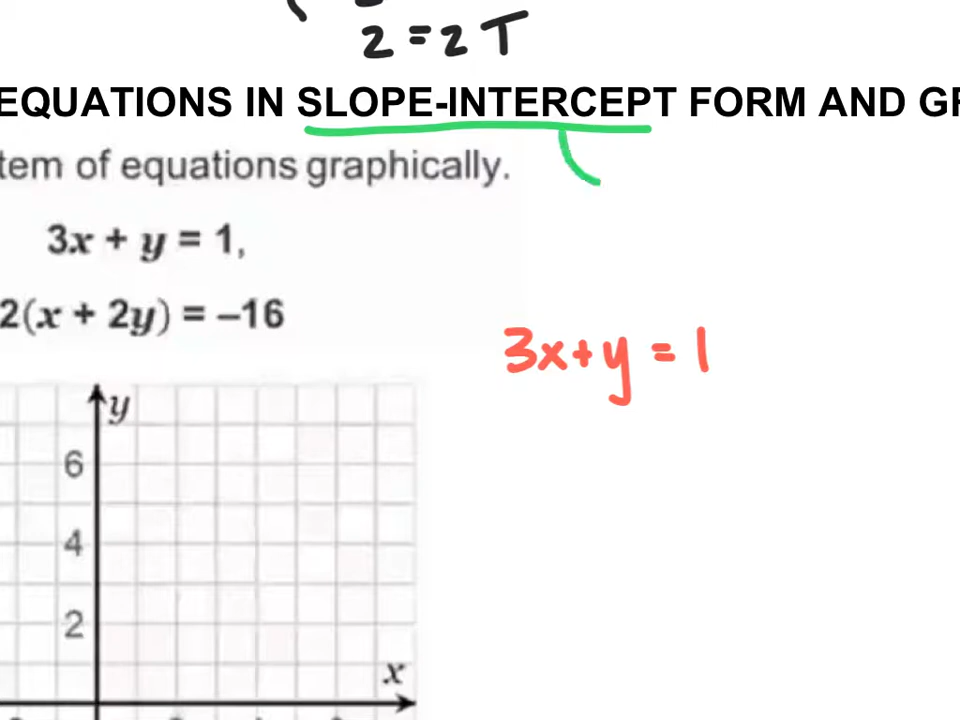 2 = 2 T
EQUATIONS IN SLOPE-INTERCEPT FORM AND GR
tem of equations graphically.
3x + y = 1,
2(x + 2y) = –16
3x+y = 1
y
6
4
2
x